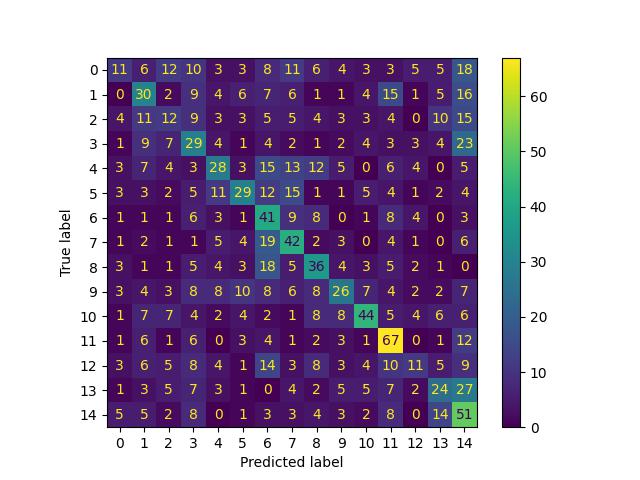 0 11 6 12 10 3 3 8 11 6 4 3 3 5 5 18
1 0 30 2 9 4 6 7 6 1 1 4 15 1 5 16
2 4 11 12 9 3 3 5 5 4 3 3 4 0 10 15
3 1 9 7 29 4 1 4 2 1 2 4 3 3 4 23
4 3 7 4 3 28 3 15 13 12 5 0 6 4 0 5
5 3 3 2 5 11 29 12 15 1 1 5 4 1 2 4
6 1 1 1 6 3 1 41 9 8 0 1 8 4 0 3
7 1 2 1 1 5 4 19 42 2 3 0 4 1 0 6
8 3 1 1 5 4 3 18 5 36 4 3 5 2 1 0
9 3 4 3 8 8 10 8 6 8 26 7 4 2 2 7
10 1 7 7 4 2 4 2 1 8 8 44 5 4 6 6
11 1 6 1 6 0 3 4 1 2 3 1 67 0 1 12
12 3 6 5 8 4 1 14 3 8 3 4 10 11 5 9
13 1 3 5 7 3 1 0 4 2 5 5 7 2 24 27
14 5 5 2 8 0 1 3 3 4 3 2 8 0 14 51
0 1 2 3 4 5 6 7 8 9 10 11 12 13 14
Predicted label
True label
60
50
40
30
20
10
0